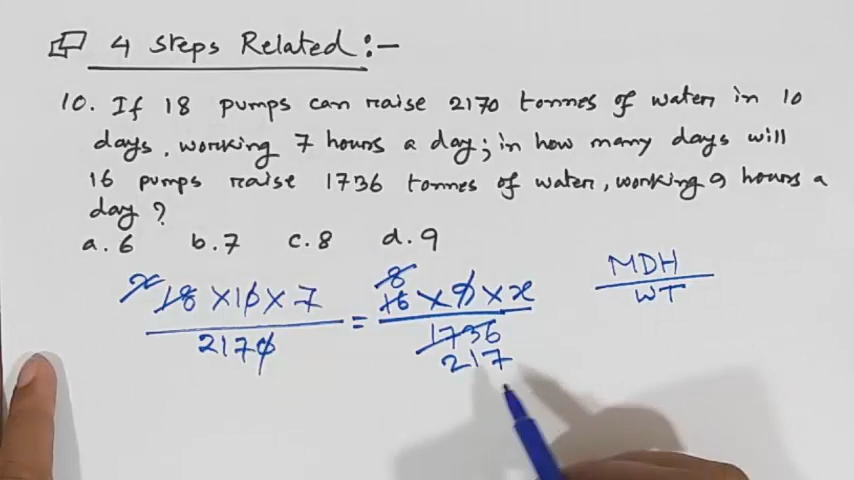 4 Steps Related :-
10. If 18 pumps can raise 2170 tonnes of water in 10
days, working 7 hours a day; in how many days will
16 pumps raise 1736 tonnes of water, working 9 hours a
day ?
a. 6 b. 7 c. 8 d. 9
MDH
WT
8
2 18 × 10 × 7 = 16 × 9 × x
2170 1736
217